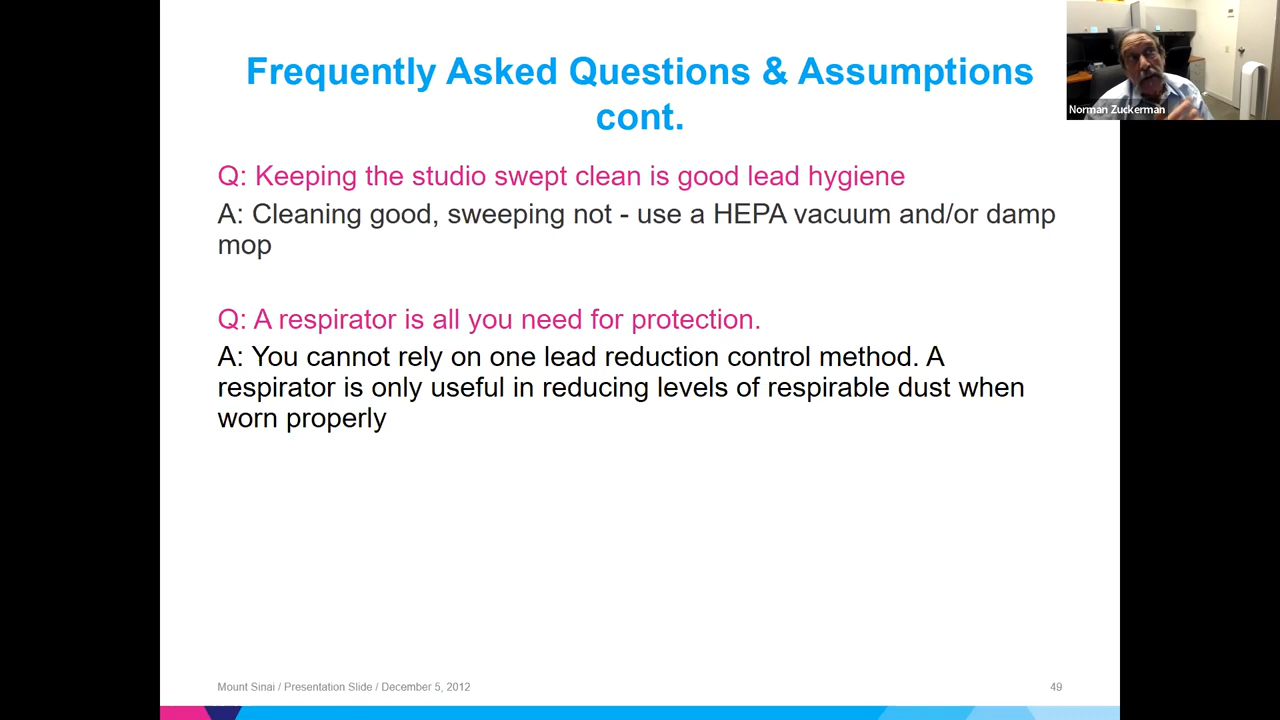 Frequently Asked Questions & Assumptions
cont.
Norman Zuckerman
Q: Keeping the studio swept clean is good lead hygiene
A: Cleaning good, sweeping not - use a HEPA vacuum and/or damp
mop
Q: A respirator is all you need for protection.
A: You cannot rely on one lead reduction control method. A
respirator is only useful in reducing levels of respirable dust when
worn properly
Mount Sinai / Presentation Slide / December 5, 2012
49